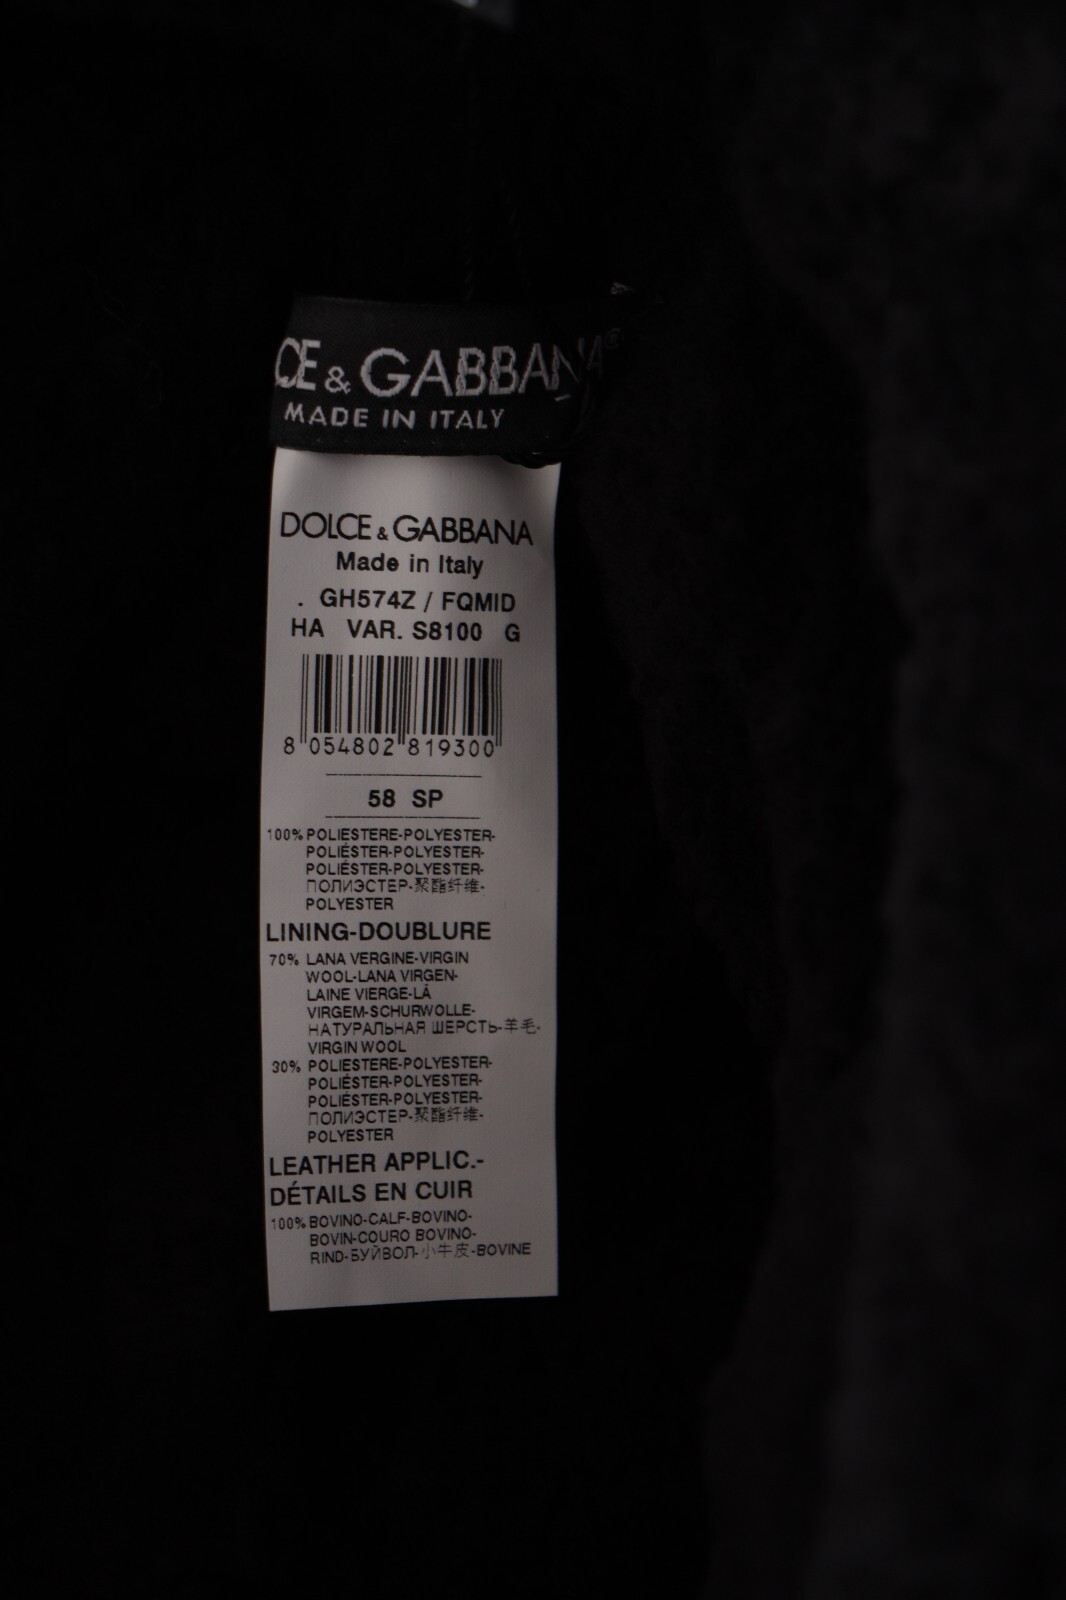 CE & GABBANA®
MADE IN ITALY
DOLCE & GABBANA
Made in Italy
. GH574Z / FQMID
HA VAR. S8100 G
8 054802 819300
58 SP
100% POLIESTERE-POLYESTER-
POLIÉSTER-POLYESTER-
POLIÉSTER-POLYESTER-
ПОЛИЭСТЕР-聚酯纤维-
POLYESTER
LINING-DOUBLURE
70% LANA VERGINE-VIRGIN
WOOL-LANA VIRGEN-
LAINE VIERGE-LÃ
VIRGEM-SCHURWOLLE-
НАТУРАЛЬНАЯ ШЕРСТЬ-羊毛-
VIRGIN WOOL
30% POLIESTERE-POLYESTER-
POLIÉSTER-POLYESTER-
POLIÉSTER-POLYESTER-
ПОЛИЭСТЕР-聚酯纤维-
POLYESTER
LEATHER APPLIC.-
DÉTAILS EN CUIR
100% BOVINO-CALF-BOVINO-
BOVIN-COURO BOVINO-
RIND-БУЙВОЛ-小牛皮-BOVINE